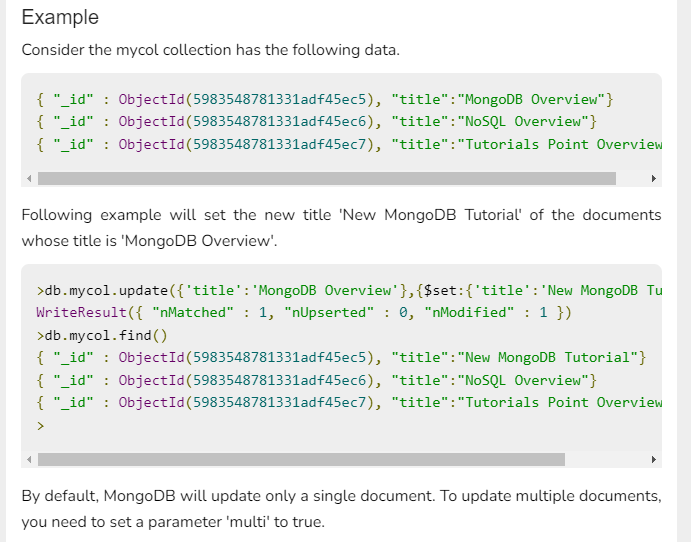 Example
Consider the mycol collection has the following data.
{ "_id" : ObjectId(5983548781331adf45ec5), "title":"MongoDB Overview"}
{ "_id" : ObjectId(5983548781331adf45ec6), "title":"NoSQL Overview"}
{ "_id" : ObjectId(5983548781331adf45ec7), "title":"Tutorials Point Overview
Following example will set the new title 'New MongoDB Tutorial' of the documents
whose title is 'MongoDB Overview'.
>db.mycol.update({'title':'MongoDB Overview'},{$set:{'title':'New MongoDB Tu
WriteResult({ "nMatched" : 1, "nUpserted" : 0, "nModified" : 1 })
>db.mycol.find()
{ "_id" : ObjectId(5983548781331adf45ec5), "title":"New MongoDB Tutorial"}
{ "_id" : ObjectId(5983548781331adf45ec6), "title":"NoSQL Overview"}
{ "_id" : ObjectId(5983548781331adf45ec7), "title":"Tutorials Point Overview
>
By default, MongoDB will update only a single document. To update multiple documents,
you need to set a parameter 'multi' to true.